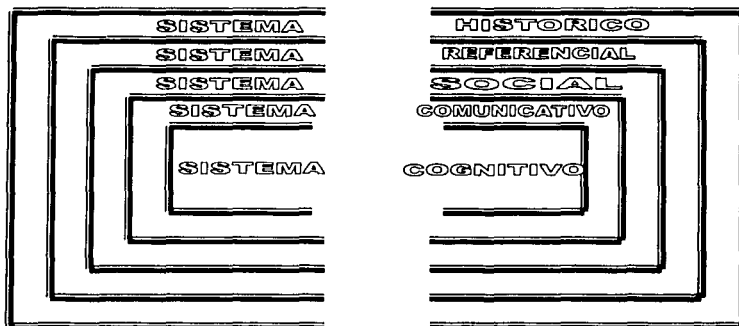 SISTEMA HISTORICO
SISTEMA REFERENCIAL
SISTEMA SOCIAL
SISTEMA COMUNICATIVO
SISTEMA COGNITIVO